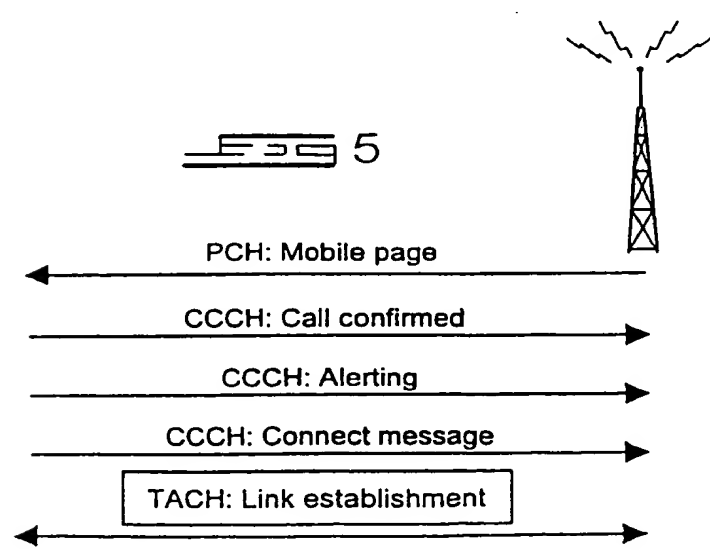 5
PCH: Mobile page
CCCH: Call confirmed
CCCH: Alerting
CCCH: Connect message
TACH: Link establishment